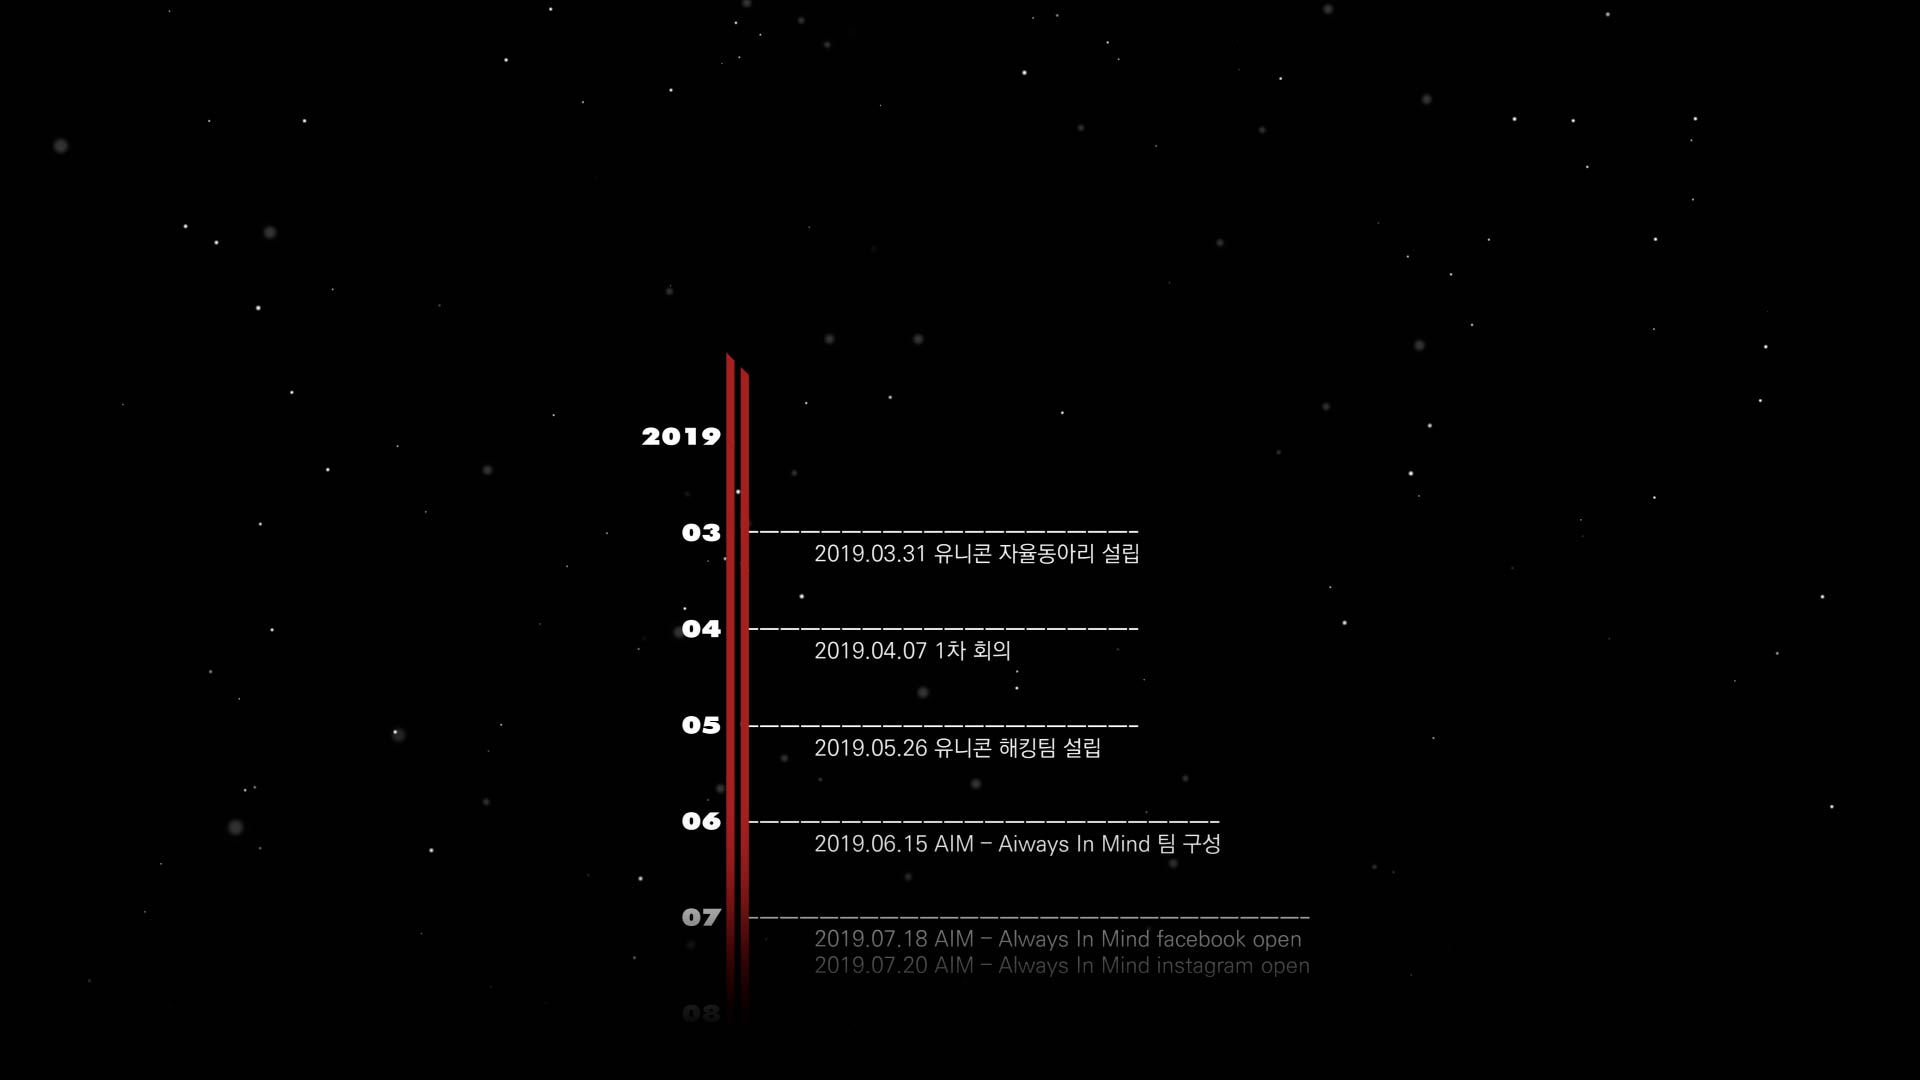 2019
03
2019.03.31 유니콘 자율동아리 설립
04
2019.04.07 1차 회의
05
2019.05.26 유니콘 해킹팀 설립
06
2019.06.15 AIM - Aiways In Mind 팀 구성
07
2019.07.18 AIM - Always In Mind facebook open
2019.07.20 AIM - Always In Mind instagram open
08